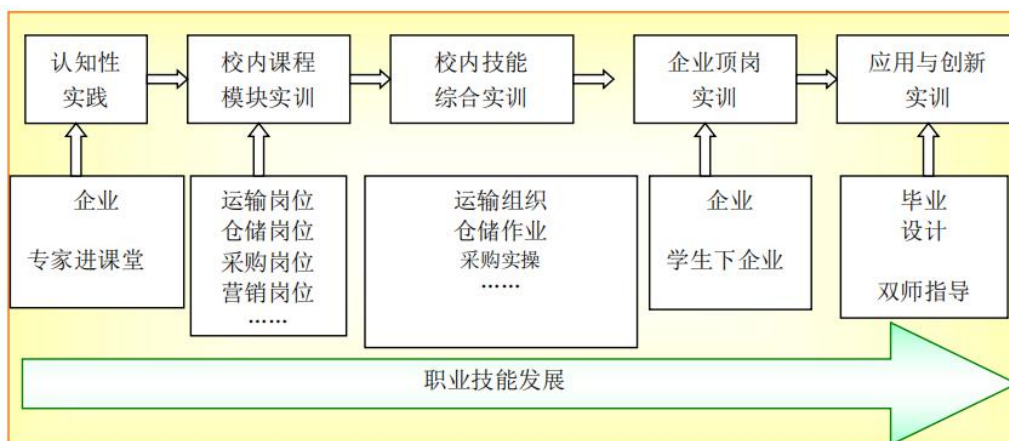 认知性
实践
校内课程
模块实训
校内技能
综合实训
企业顶岗
实训
应用与创新
实训
企业
专家进课堂
运输岗位
仓储岗位
采购岗位
营销岗位
……
运输组织
仓储作业
采购实操
……
企业
学生下企业
毕业
设计
双师指导
职业技能发展